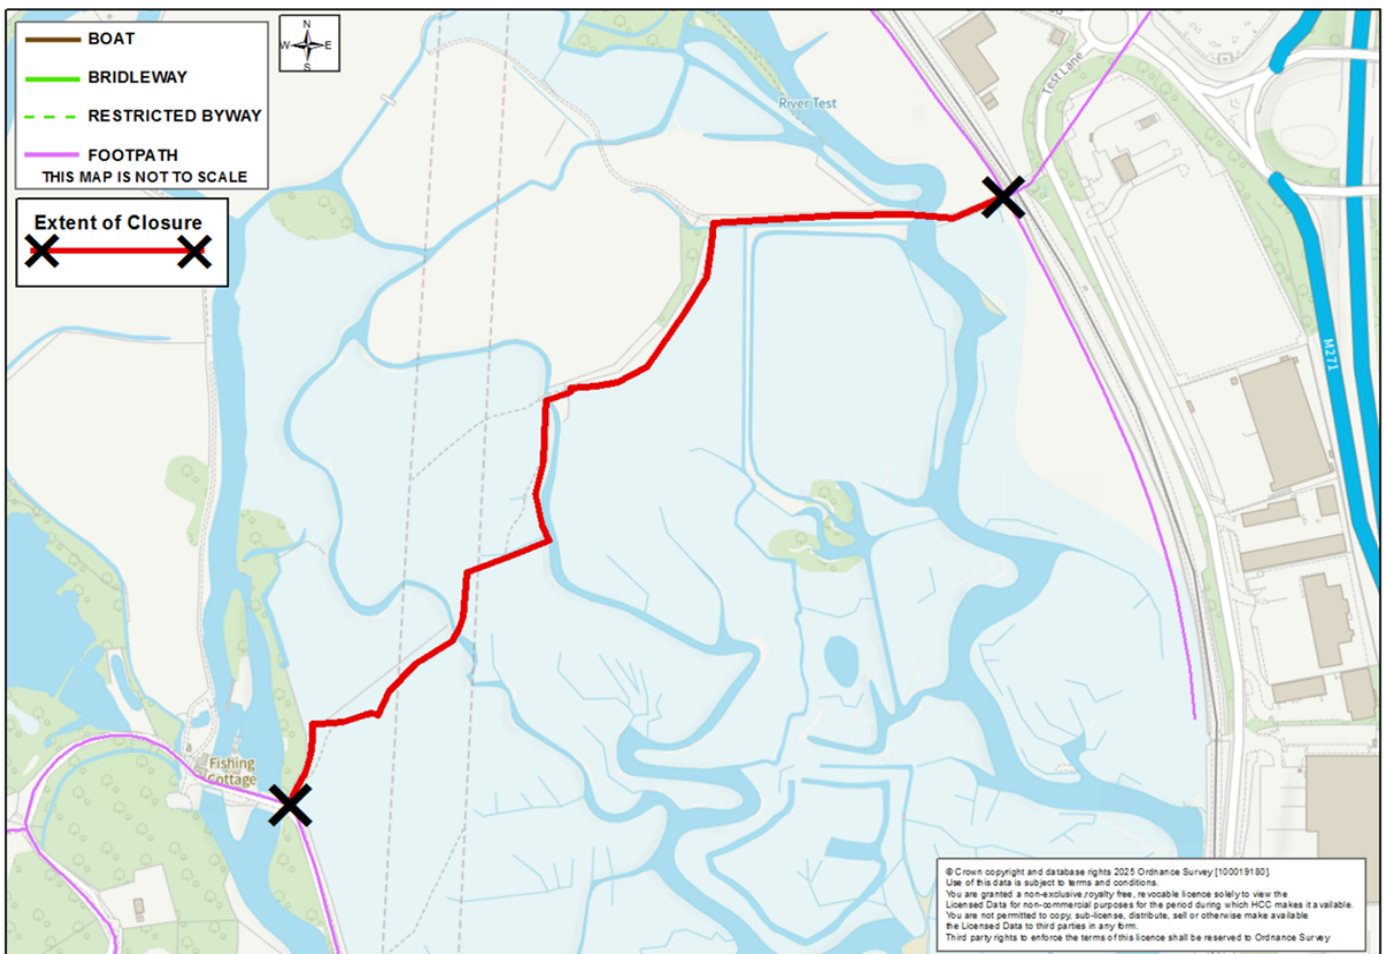 BOAT
BRIDLEWAY
RESTRICTED BYWAY
FOOTPATH
THIS MAP IS NOT TO SCALE
N
W E
S
Extent of Closure
River Test
Test Lane
M271
Fishing
Cottage
© Crown copyright and database rights 2025 Ordnance Survey [100019180].
Use of this data is subject to terms and conditions.
You are granted a non-exclusive, royalty free, revocable licence solely to view the
Licensed Data for non-commercial purposes for the period during which HCC makes it available.
You are not permitted to copy, sub-license, distribute, sell or otherwise make available
the Licensed Data to third parties in any form.
Third party rights to enforce the terms of this licence shall be reserved to Ordnance Survey